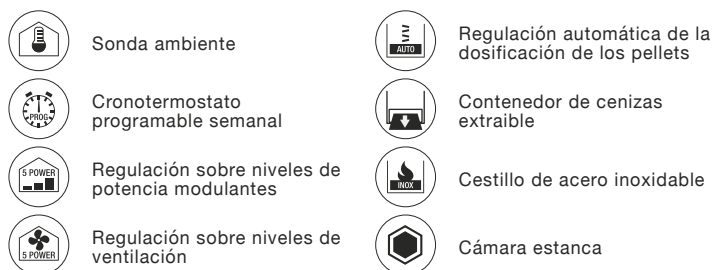 Sonda ambiente
PROG.
Cronotermostato
programable semanal
5 POWER
Regulación sobre niveles de
potencia modulantes
5 POWER
Regulación sobre niveles de
ventilación
AUTO
Regulación automática de la
dosificación de los pellets
Contenedor de cenizas
extraible
INOX
Cestillo de acero inoxidable
Cámara estanca